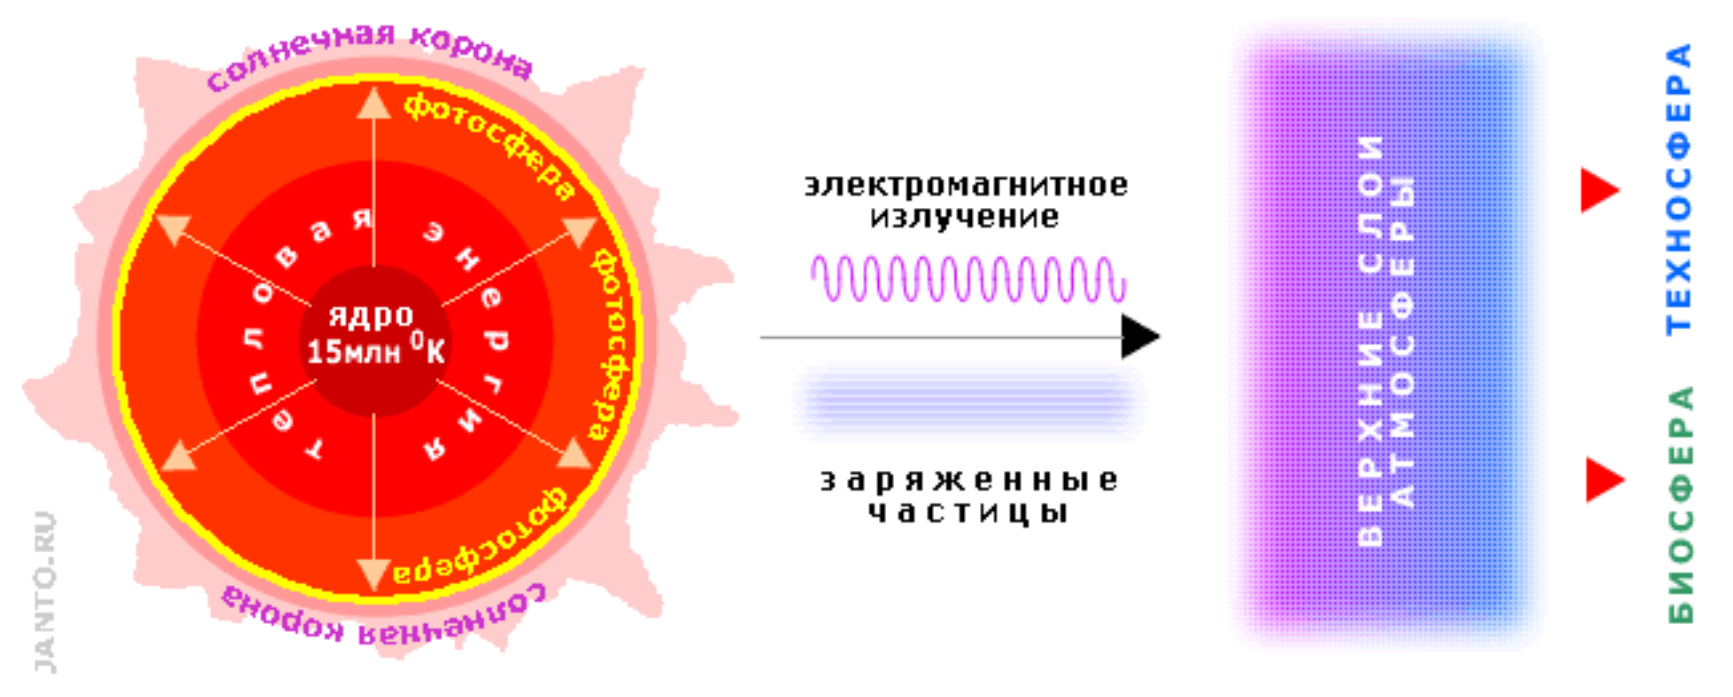 солнечная корона
фотосфера
фотосфера
фотосфера
тепловая энергия
ядро
15млн ⁰К
солнечная корона
электромагнитное
излучение
заряженные
частицы
ВЕРХНИЕ СЛОИ
АТМОСФЕРЫ
ТЕХНОСФЕРА
БИОСФЕРА
JANTO.RU